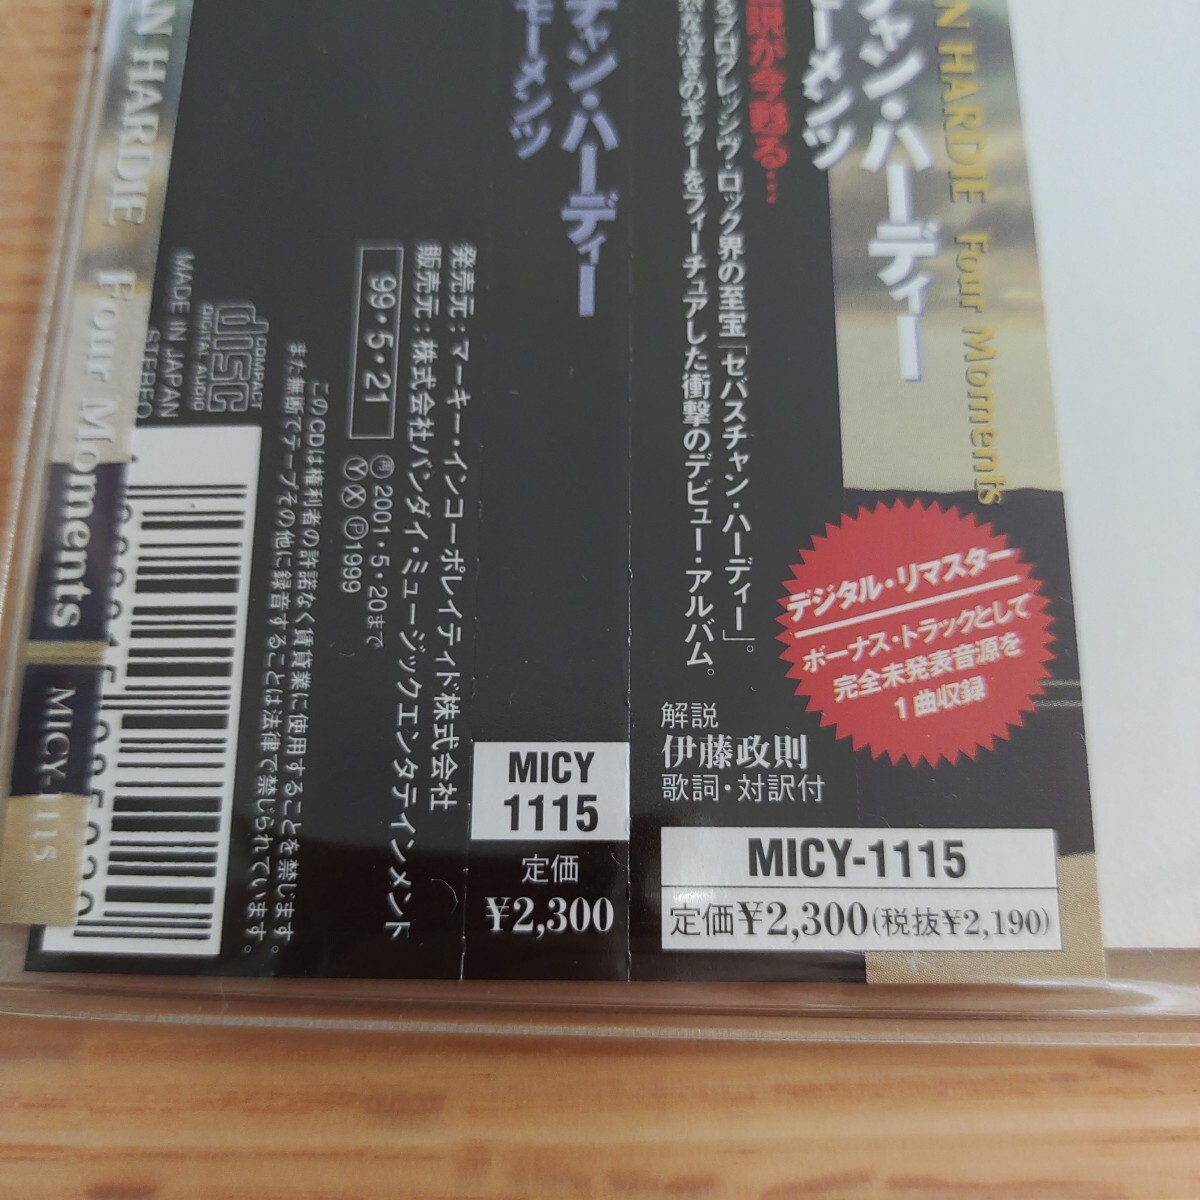 N HARDIE Four Moments
チャン・ハーディー
モーメンツ
説が今甦る…
るプログレッシヴ・ロック界の至宝「セバスチャン・ハーディー」。
烈な泣きのギターをフィーチュアした衝撃のデビュー・アルバム。
デジタル・リマスター
ボーナス・トラックとして
完全未発表音源を
1曲収録
解説
伊藤政則
歌詞・対訳付
MICY-1115
定価¥2,300(税抜¥2,190)
チャン・ハーディー
モーメンツ
MICY
1115
定価
¥2,300
発売元:マーキー・インコーポレイティド株式会社
販売元:株式会社バンダイ・ミュージックエンタテインメント
99・5・21
再 2001・5・20まで
Ⓨ Ⓧ Ⓟ1999
このCDは権利者の許諾なく賃貸業に使用することを禁じます。
また無断でテープその他に録音することは法律で禁じられています。
COMPACT
disc
DIGITAL AUDIO
MADE IN JAPAN
STEREO
AN HARDIE Four Moments
MICY-1115